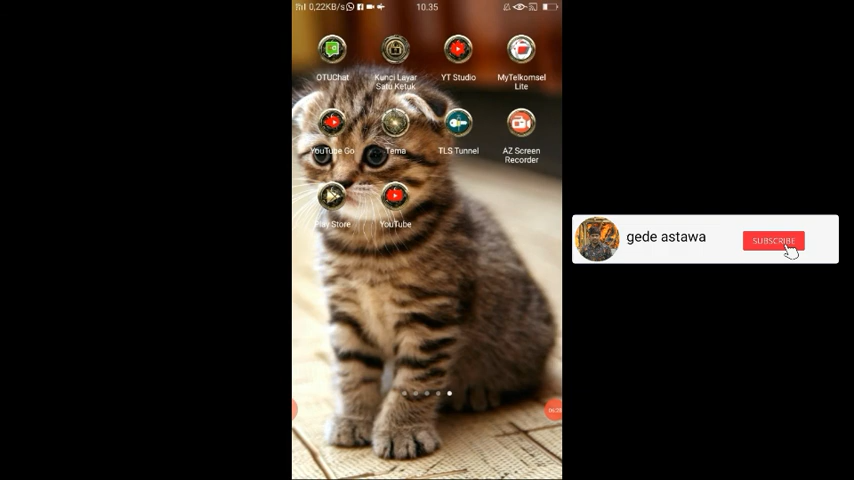 0,22KB/s
10.35
OTUChat
Kunci Layar
Satu Ketuk
YT Studio
MyTelkomsel
Lite
YouTube Go
Tema
TLS Tunnel
AZ Screen
Recorder
Play Store
YouTube
gede astawa
SUBSCRIBE